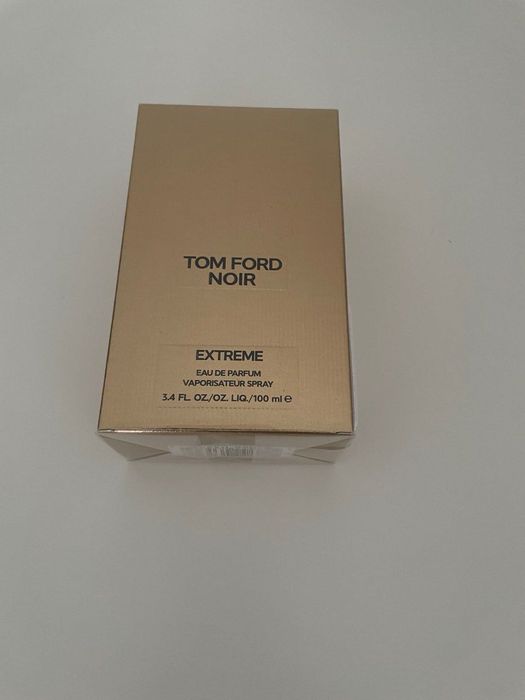 TOM FORD
NOIR
EXTREME
EAU DE PARFUM
VAPORISATEUR SPRAY
3.4 FL. OZ./OZ. LIQ./100 ml ℮